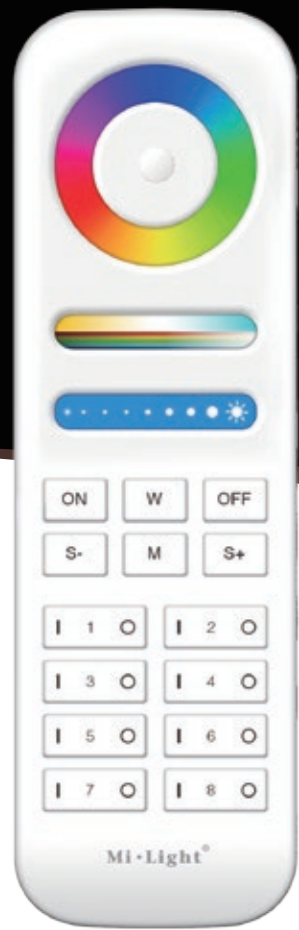 ON W OFF
S- M S+
I 1 O I 2 O
I 3 O I 4 O
I 5 O I 6 O
I 7 O I 8 O
Mi•Light®